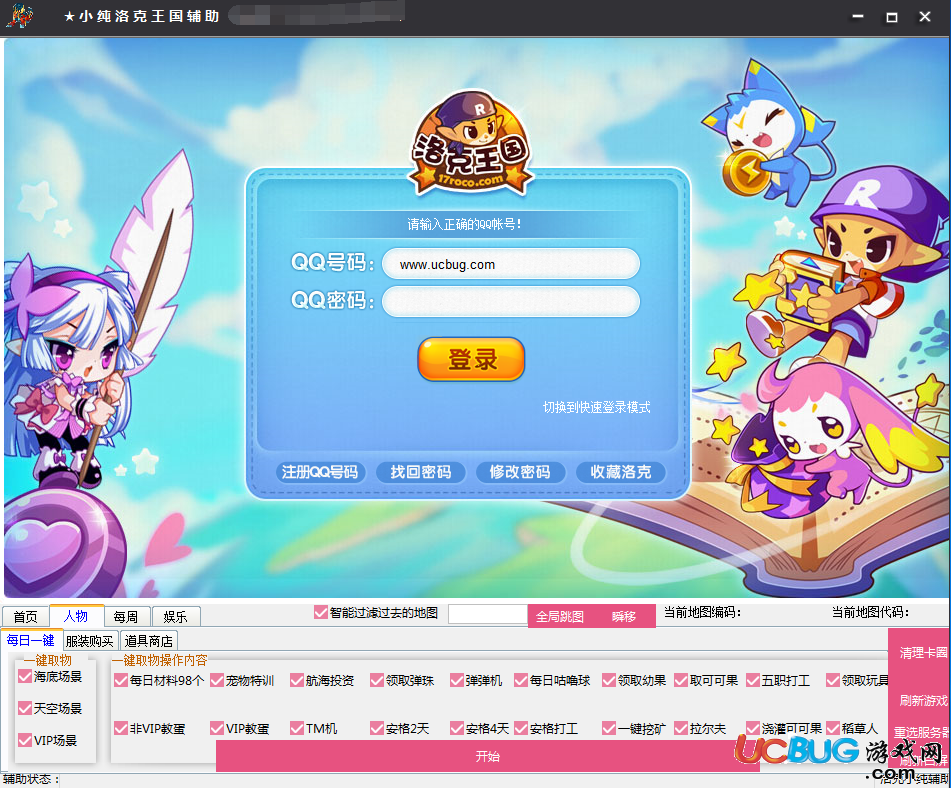 ★小纯洛克王国辅助
R
洛克王国
17roco.com
请输入正确的QQ帐号!
QQ号码: www.ucbug.com
QQ密码:
登录
切换到快速登录模式
注册QQ号码 找回密码 修改密码 收藏洛克
R
首页 人物 每周 娱乐 智能过滤过去的地图 全局跳图 瞬移 当前地图编码: 当前地图代码:
每日一键 服装购买 道具商店
清理卡圈
一键取物 一键取物操作内容
海底场景 每日材料98个 宠物特训 航海投资 领取弹珠 弹弹机 每日咕噜球 领取幼果 取可可果 五职打工 领取玩具
刷新游戏
天空场景
非VIP救蛋 VIP救蛋 TM机 安格2天 安格4天 安格打工 一键挖矿 拉尔夫 浇灌可可果 稻草人 重选服务器
VIP场景
开始
UCBUG游戏网
.com
辅助状态: 洛克小纯辅助